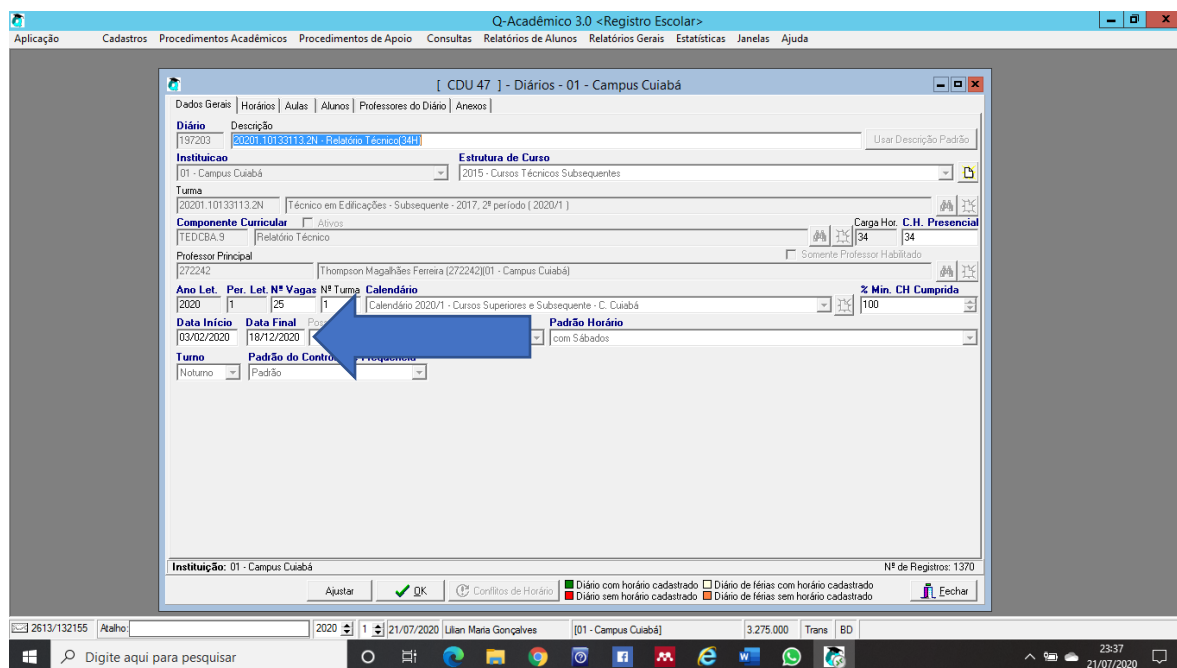 Q-Acadêmico 3.0 <Registro Escolar>
Aplicação Cadastros Procedimentos Acadêmicos Procedimentos de Apoio Consultas Relatórios de Alunos Relatórios Gerais Estatísticas Janelas Ajuda
[ CDU 47 ] - Diários - 01 - Campus Cuiabá
Dados Gerais Horários Aulas Alunos Professores do Diário Anexos
Diário Descrição
197203 20201.10133113.2N - Relatório Técnico(34H) Usar Descrição Padrão
Instituicao Estrutura de Curso
01 - Campus Cuiabá 2015 - Cursos Técnicos Subsequentes
Turma
20201.10133113.2N Técnico em Edificações - Subsequente - 2017, 2º período ( 2020/1 )
Componente Curricular Ativos Carga Hor. C.H. Presencial
TEDCBA.9 Relatório Técnico 34 34
Professor Principal Somente Professor Habilitado
272242 Thompson Magalhães Ferreira (272242)(01 - Campus Cuiabá)
Ano Let. Per. Let. Nº Vagas Nº Turma Calendário % Min. CH Cumprida
2020 1 25 1 Calendário 2020/1 - Cursos Superiores e Subsequente - C. Cuiabá 100
Data Início Data Final Padrão Horário
03/02/2020 18/12/2020 com Sábados
Turno Padrão do
Noturno Padrão
Instituição: 01 - Campus Cuiabá Nº de Registros: 1370
Ajustar OK Conflitos de Horário Diário com horário cadastrado Diário de férias com horário cadastrado Fechar
Diário sem horário cadastrado Diário de férias sem horário cadastrado
2613/132155 Atalho: 2020 1 21/07/2020 Lilian Maria Gonçalves [01 - Campus Cuiabá] 3.275.000 Trans BD
Digite aqui para pesquisar 23:37
21/07/2020